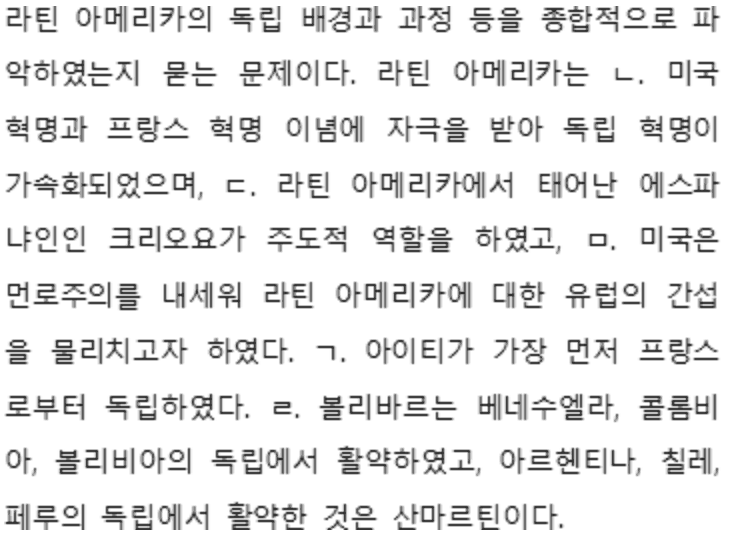 라틴 아메리카의 독립 배경과 과정 등을 종합적으로 파
악하였는지 묻는 문제이다. 라틴 아메리카는 ㄴ. 미국
혁명과 프랑스 혁명 이념에 자극을 받아 독립 혁명이
가속화되었으며, ㄷ. 라틴 아메리카에서 태어난 에스파
냐인인 크리오요가 주도적 역할을 하였고, ㅁ. 미국은
먼로주의를 내세워 라틴 아메리카에 대한 유럽의 간섭
을 물리치고자 하였다. ㄱ. 아이티가 가장 먼저 프랑스
로부터 독립하였다. ㄹ. 볼리바르는 베네수엘라, 콜롬비
아, 볼리비아의 독립에서 활약하였고, 아르헨티나, 칠레,
페루의 독립에서 활약한 것은 산마르틴이다.